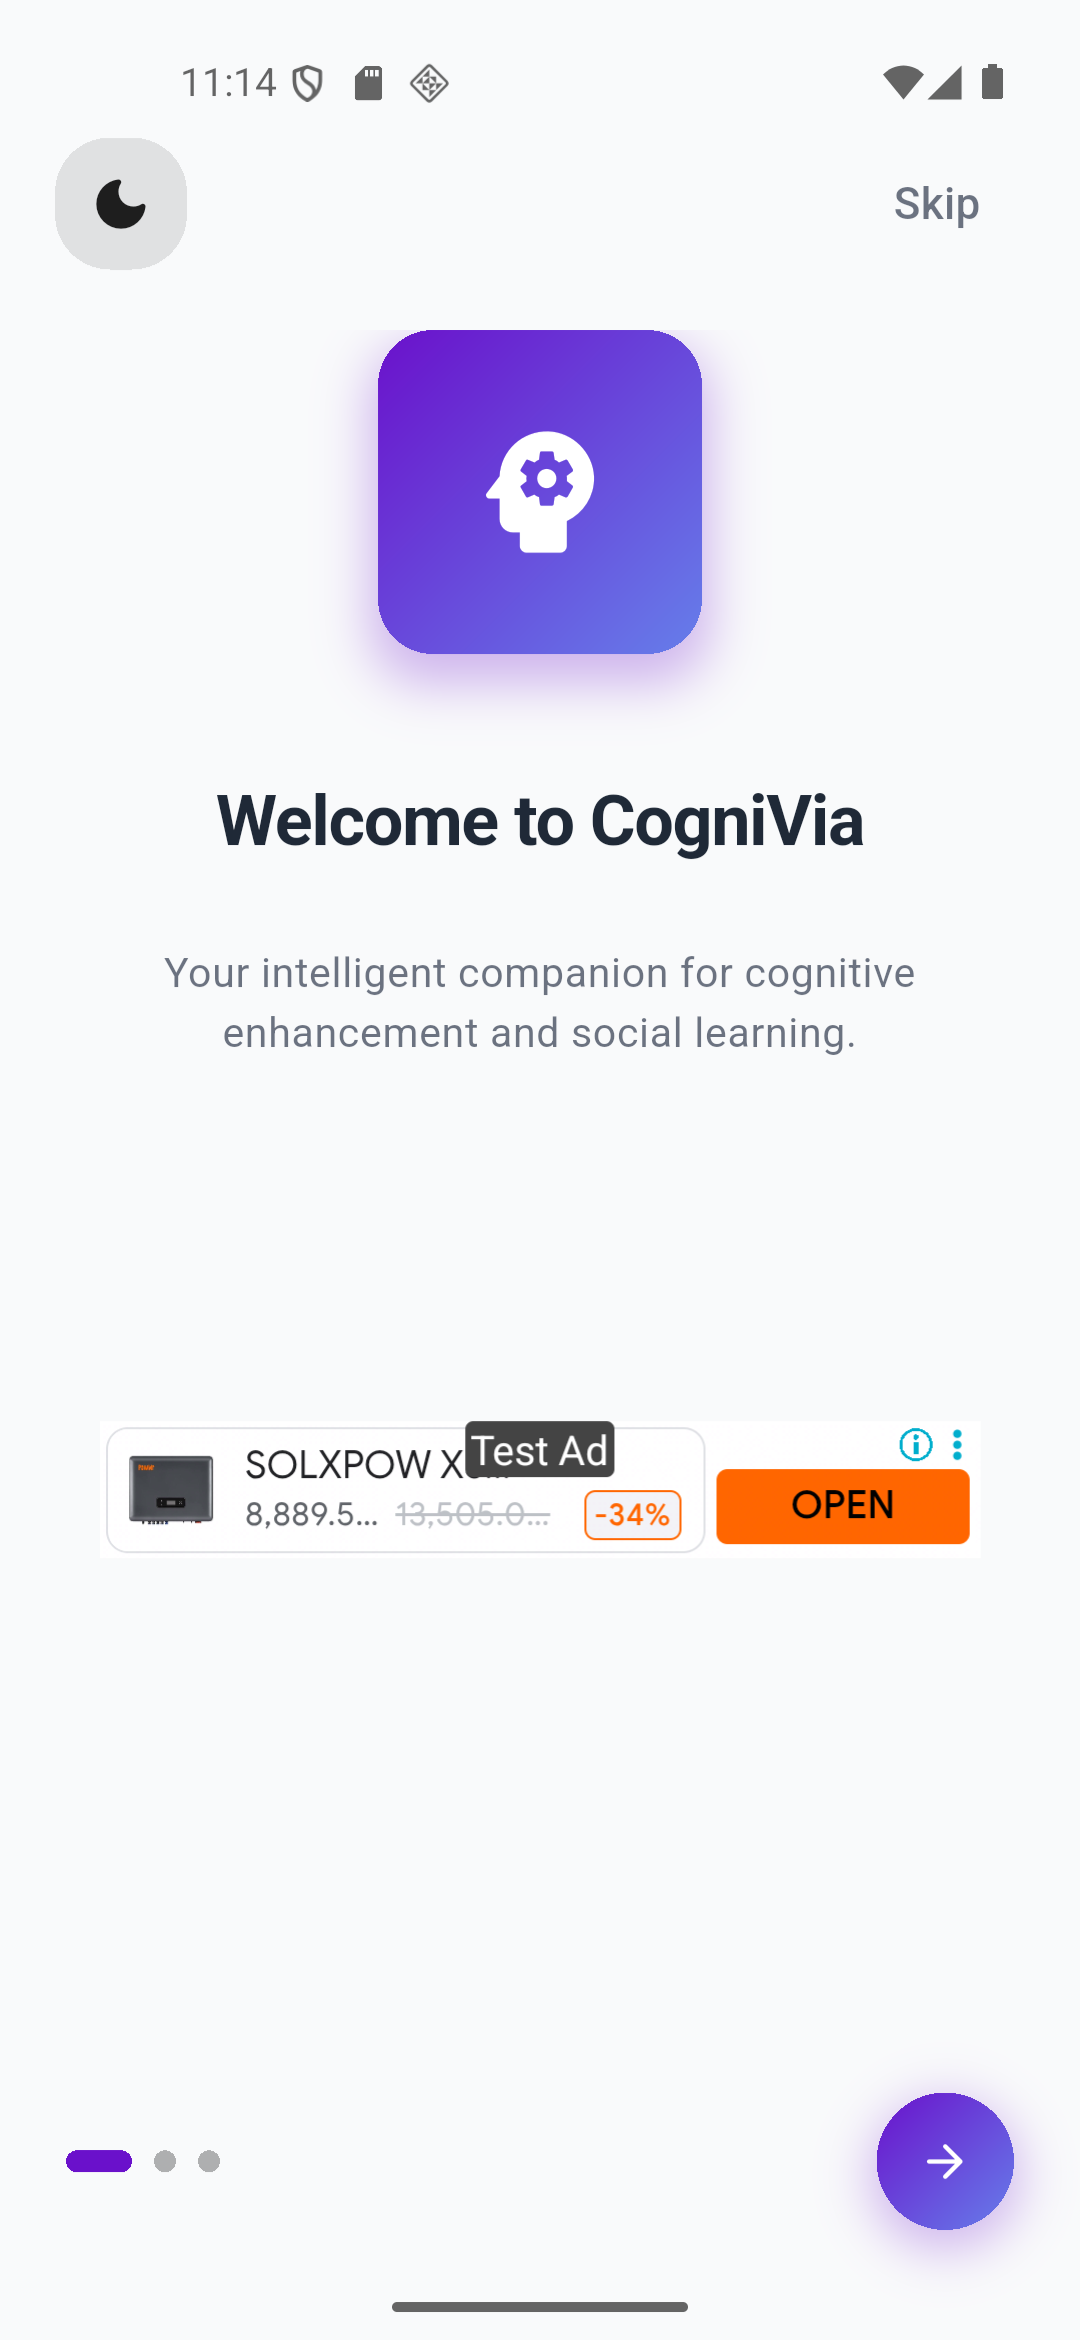 11:14
Skip
Welcome to CogniVia
Your intelligent companion for cognitive
enhancement and social learning.
Test Ad
SOLXPOW
8,889.5... 13,505.0... -34%
OPEN